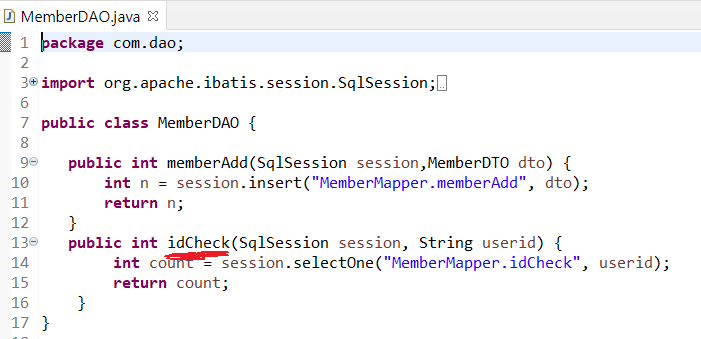 MemberDAO.java
1 package com.dao;
2
3 import org.apache.ibatis.session.SqlSession;
6
7 public class MemberDAO {
8
9 public int memberAdd(SqlSession session,MemberDTO dto) {
10 int n = session.insert("MemberMapper.memberAdd", dto);
11 return n;
12 }
13 public int idCheck(SqlSession session, String userid) {
14 int count = session.selectOne("MemberMapper.idCheck", userid);
15 return count;
16 }
17 }